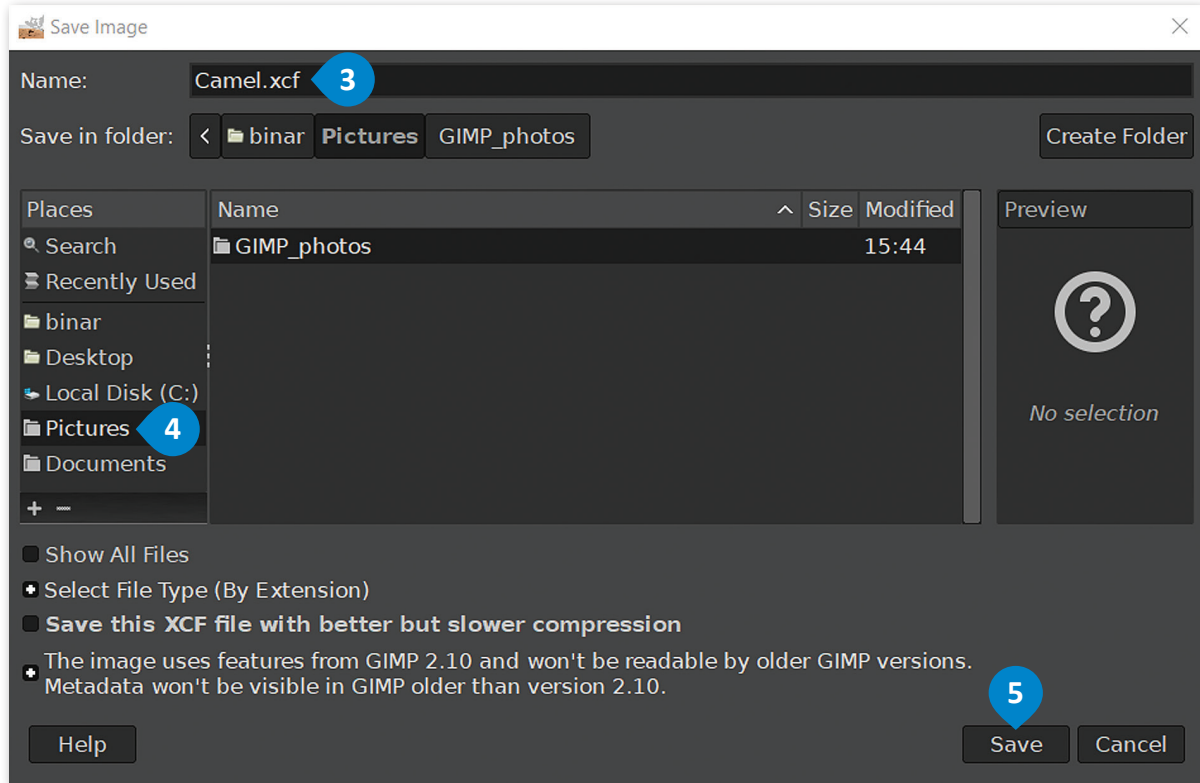 Save Image
Name: Camel.xcf 3
Save in folder: binar Pictures GIMP_photos Create Folder
Places Name Size Modified Preview
Search GIMP_photos 15:44
Recently Used
binar
Desktop
Local Disk (C:)
No selection
Pictures 4
Documents
Show All Files
Select File Type (By Extension)
Save this XCF file with better but slower compression
The image uses features from GIMP 2.10 and won't be readable by older GIMP versions.
Metadata won't be visible in GIMP older than version 2.10.
5
Help Save Cancel